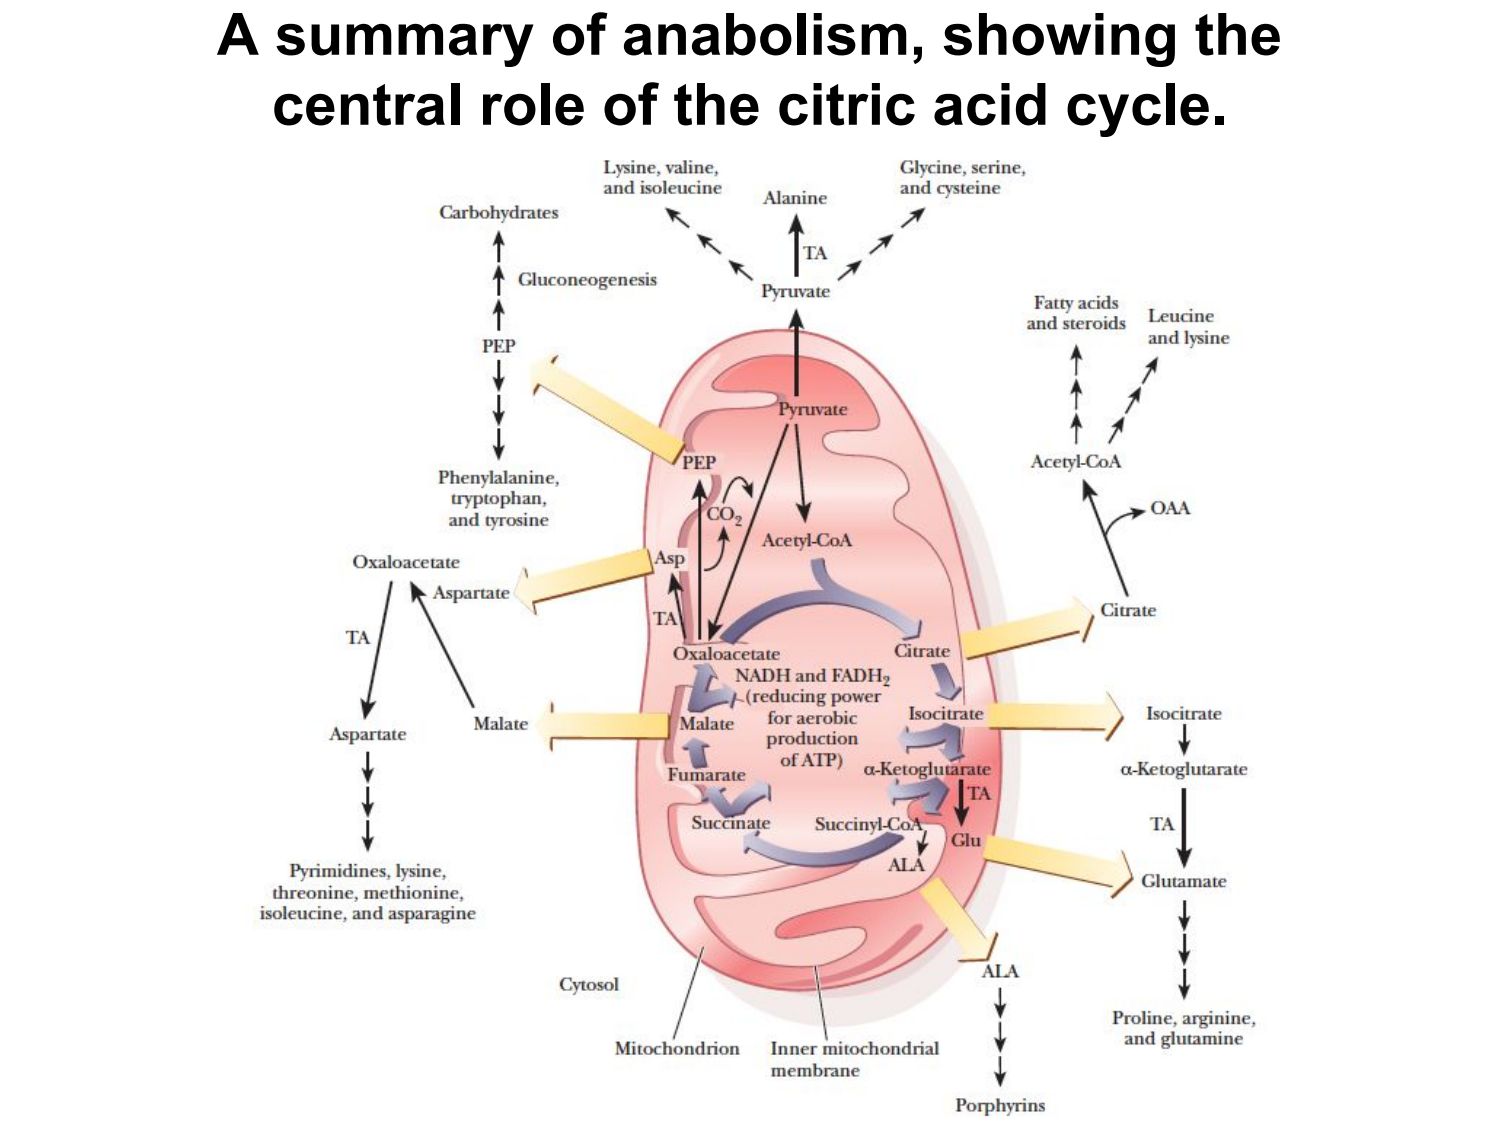 A summary of anabolism, showing the
central role of the citric acid cycle.
Lysine, valine,
and isoleucine
Glycine, serine,
and cysteine
Alanine
Carbohydrates
TA
Gluconeogenesis
Pyruvate
Fatty acids
and steroids
Leucine
and lysine
PEP
Pyruvate
PEP
Acetyl-CoA
Phenylalanine,
tryptophan,
and tyrosine
CO₂
OAA
Acetyl-CoA
Oxaloacetate
Asp
Aspartate
Citrate
TA
TA
Oxaloacetate
Citrate
NADH and FADH₂
(reducing power
for aerobic
production
of ATP)
Malate
Malate
Isocitrate
Isocitrate
Aspartate
α-Ketoglutarate
α-Ketoglutarate
Fumarate
TA
TA
Succinate
Succinyl-CoA
Glu
ALA
Glutamate
Pyrimidines, lysine,
threonine, methionine,
isoleucine, and asparagine
ALA
Cytosol
Proline, arginine,
and glutamine
Mitochondrion
Inner mitochondrial
membrane
Porphyrins